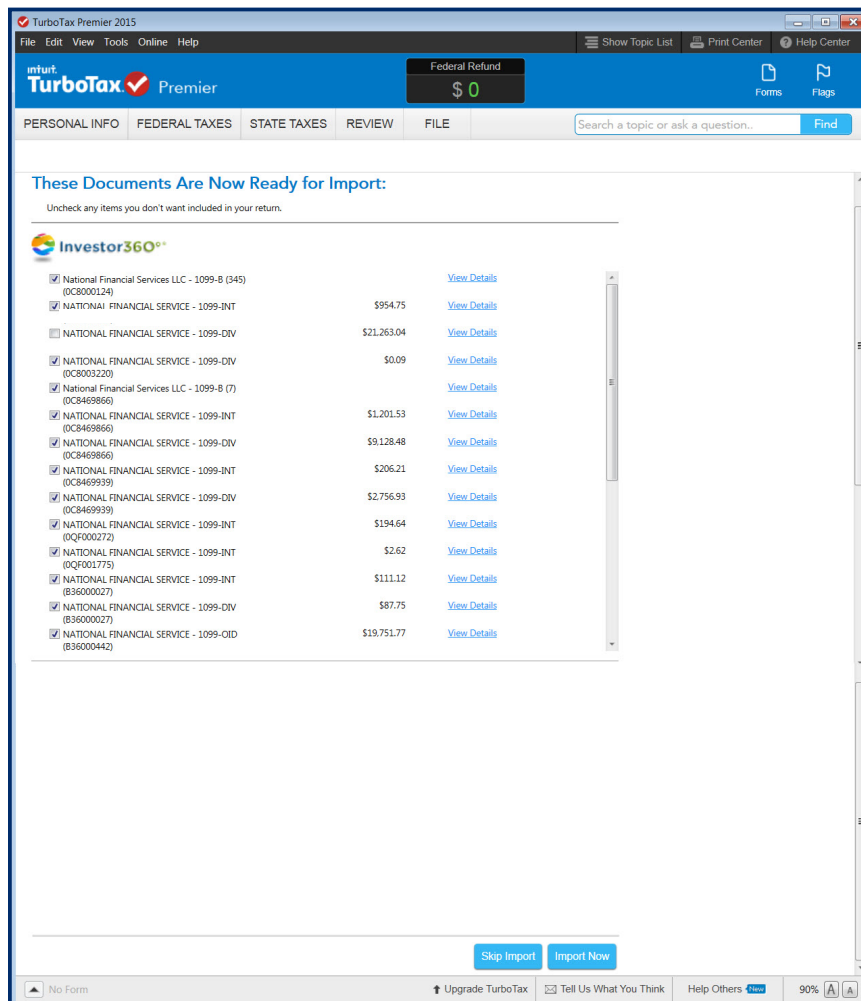 TurboTax Premier 2015
File Edit View Tools Online Help Show Topic List Print Center Help Center
intuit. TurboTax Premier Federal Refund $ 0 Forms Flags
PERSONAL INFO FEDERAL TAXES STATE TAXES REVIEW FILE Search a topic or ask a question.. Find
These Documents Are Now Ready for Import:
Uncheck any items you don't want included in your return.
Investor360°
National Financial Services LLC - 1099-B (345) View Details
(0C8000124)
NATIONAL FINANCIAL SERVICE - 1099-INT $954.75 View Details
NATIONAL FINANCIAL SERVICE - 1099-DIV $21,263.04 View Details
NATIONAL FINANCIAL SERVICE - 1099-DIV $0.09 View Details
(0C8003220)
National Financial Services LLC - 1099-B (7) View Details
(0C8469866)
NATIONAL FINANCIAL SERVICE - 1099-INT $1,201.53 View Details
(0C8469866)
NATIONAL FINANCIAL SERVICE - 1099-DIV $9,128.48 View Details
(0C8469866)
NATIONAL FINANCIAL SERVICE - 1099-INT $206.21 View Details
(0C8469939)
NATIONAL FINANCIAL SERVICE - 1099-DIV $2,756.93 View Details
(0C8469939)
NATIONAL FINANCIAL SERVICE - 1099-INT $194.64 View Details
(0QF000272)
NATIONAL FINANCIAL SERVICE - 1099-INT $2.62 View Details
(0QF001775)
NATIONAL FINANCIAL SERVICE - 1099-INT $111.12 View Details
(B36000027)
NATIONAL FINANCIAL SERVICE - 1099-DIV $87.75 View Details
(B36000027)
NATIONAL FINANCIAL SERVICE - 1099-OID $19,751.77 View Details
(B36000442)
Skip Import Import Now
No Form Upgrade TurboTax Tell Us What You Think Help Others New 90% A A